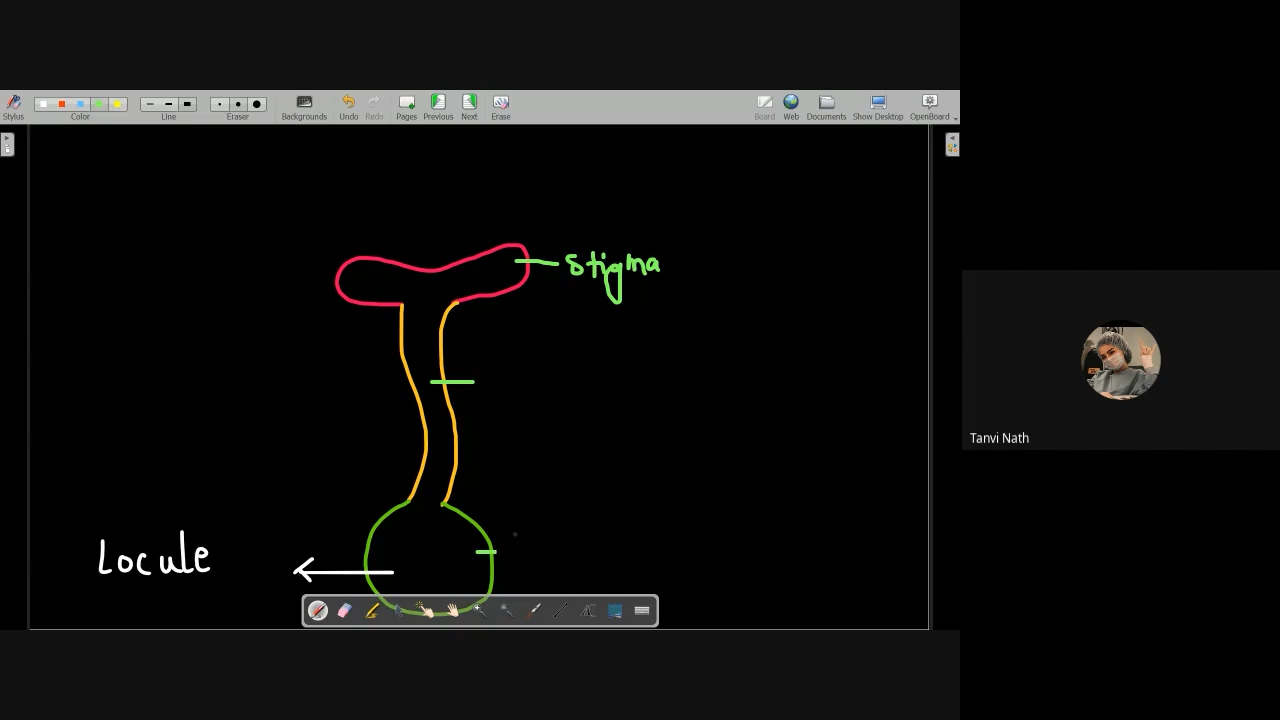 Stylus
Color
Line
Eraser
Backgrounds
Undo
Redo
Pages
Previous
Next
Erase
Board
Web
Documents
Show Desktop
OpenBoard
Stigma
Locule
Tanvi Nath